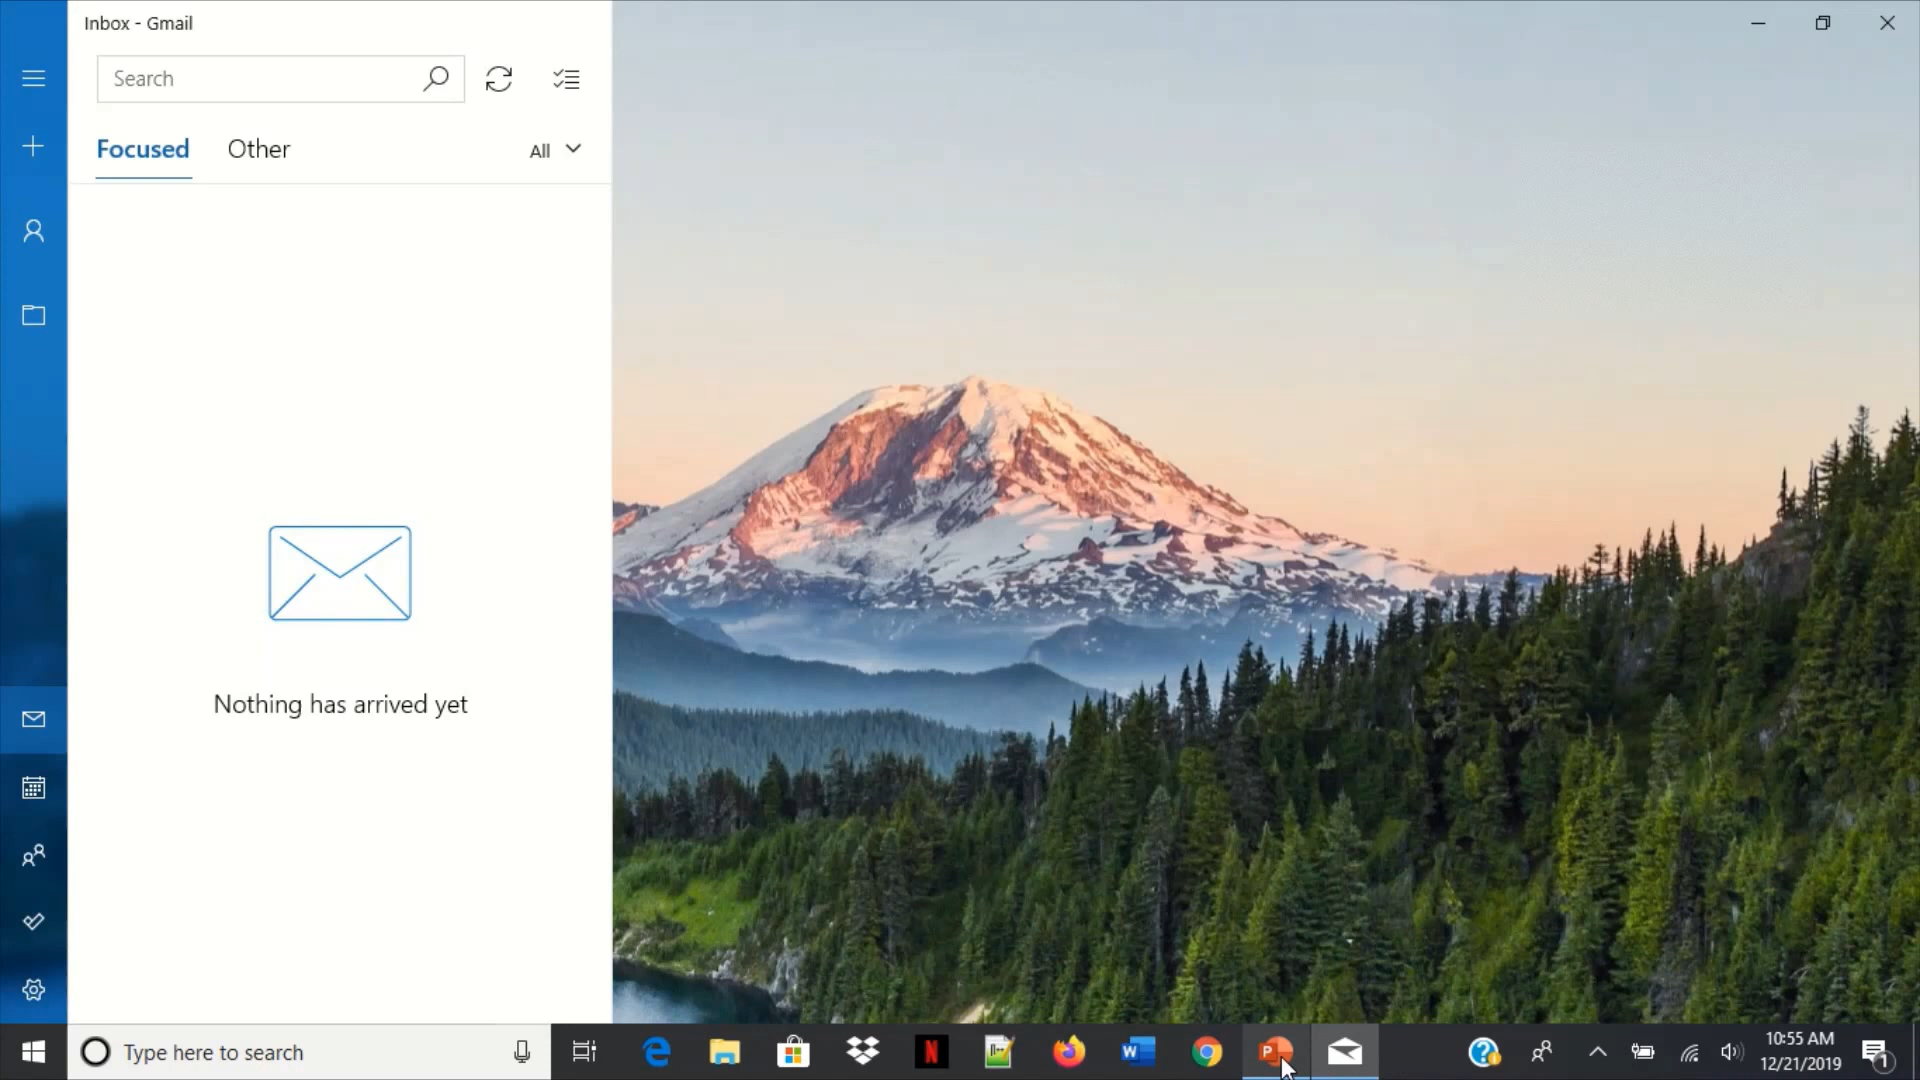 Inbox - Gmail
Search
Focused
Other
All
Nothing has arrived yet
Type here to search
N
W
P
10:55 AM
12/21/2019
1